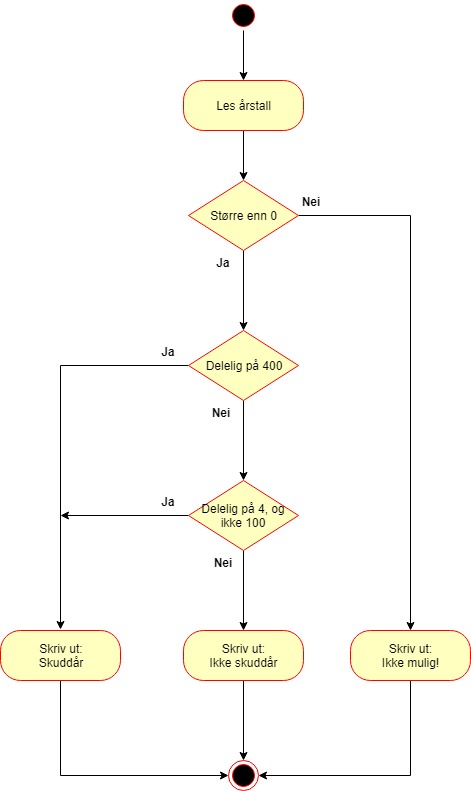 Les årstall
Større enn 0
Nei
Ja
Ja
Delelig på 400
Nei
Ja
Delelig på 4, og
ikke 100
Nei
Skriv ut:
Skuddår
Skriv ut:
Ikke skuddår
Skriv ut:
Ikke mulig!